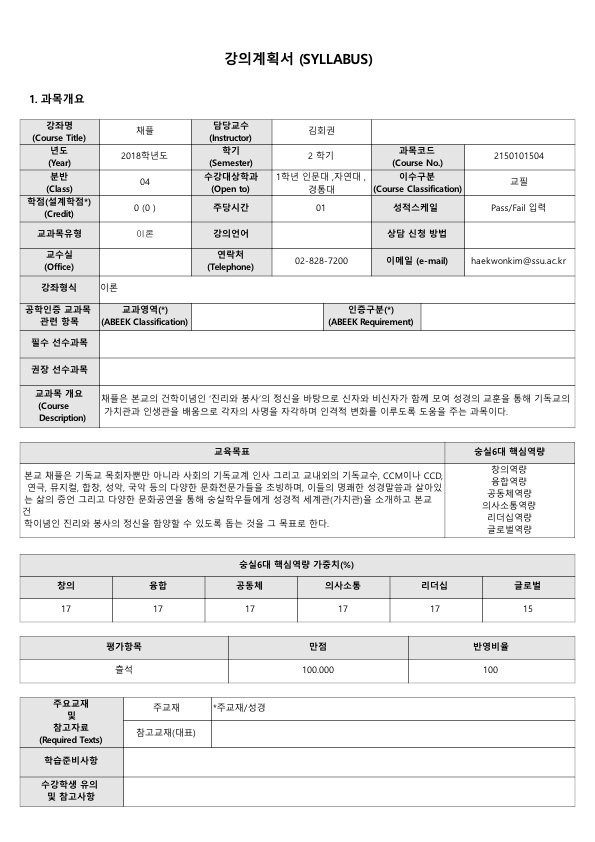 강의계획서 (SYLLABUS)
1. 과목개요
강좌명 (Course Title) 채플 담당교수 (Instructor) 김회권
년도 (Year) 2018학년도 학기 (Semester) 2 학기 과목코드 (Course No.) 2150101504
분반 (Class) 04 수강대상학과 (Open to) 1학년 인문대 ,자연대 , 경통대 이수구분 (Course Classification) 교필
학점(설계학점*) (Credit) 0 (0 ) 주당시간 01 성적스케일 Pass/Fail 입력
교과목유형 이론 강의언어 상담 신청 방법
교수실 (Office) 연락처 (Telephone) 02-828-7200 이메일 (e-mail) haekwonkim@ssu.ac.kr
강좌형식 이론
공학인증 교과목 관련 항목 교과영역(*) (ABEEK Classification) 인증구분(*) (ABEEK Requirement)
필수 선수과목
권장 선수과목
교과목 개요 (Course Description)
채플은 본교의 건학이념인 '진리와 봉사'의 정신을 바탕으로 신자와 비신자가 함께 모여 성경의 교훈을 통해 기독교의
가치관과 인생관을 배움으로 각자의 사명을 자각하며 인격적 변화를 이루도록 도움을 주는 과목이다.
교육목표 숭실6대 핵심역량
본교 채플은 기독교 목회자뿐만 아니라 사회의 기독교계 인사 그리고 교내외의 기독교수, CCM이나 CCD,
연극, 뮤지컬, 합창, 성악, 국악 등의 다양한 문화전문가들을 초빙하며, 이들의 명쾌한 성경말씀과 살아있
는 삶의 증언 그리고 다양한 문화공연을 통해 숭실학우들에게 성경적 세계관(가치관)을 소개하고 본교
건
학이념인 진리와 봉사의 정신을 함양할 수 있도록 돕는 것을 그 목표로 한다.
창의역량
융합역량
공동체역량
의사소통역량
리더십역량
글로벌역량
숭실6대 핵심역량 가중치(%)
창의 융합 공동체 의사소통 리더십 글로벌
17 17 17 17 17 15
평가항목 만점 반영비율
출석 100.000 100
주요교재 및 참고자료 (Required Texts) 주교재 *주교재/성경
참고교재(대표)
학습준비사항
수강학생 유의 및 참고사항